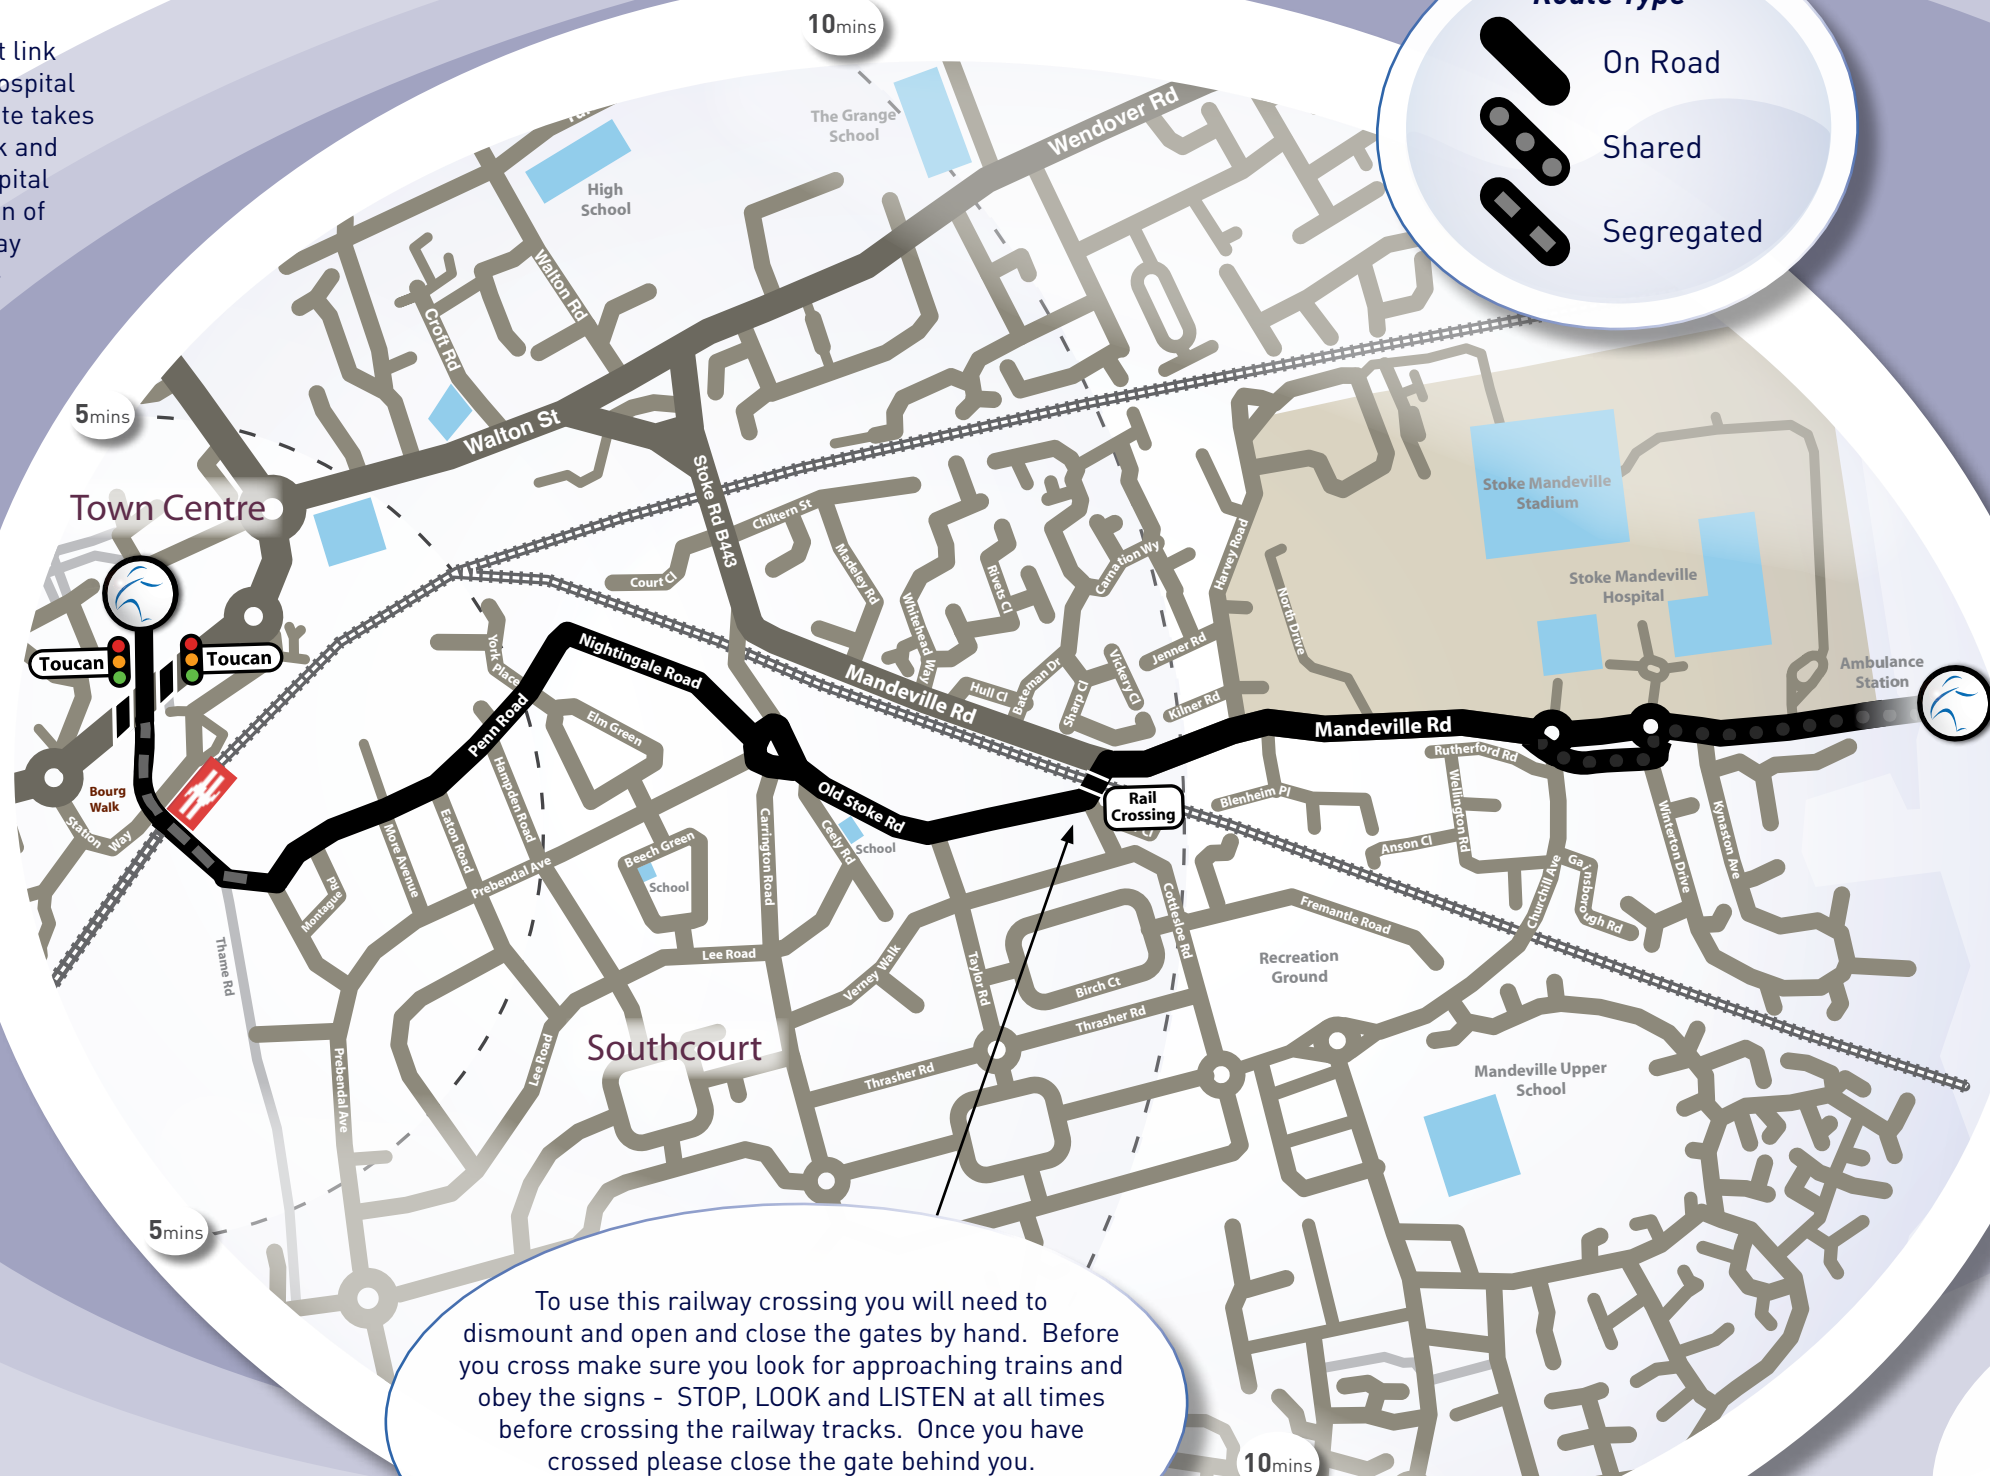 t link
ospital
te takes
k and
pital
n of
ay
10mins
Route Type
On Road
Shared
Segregated
The Grange
School
Wendover Rd
High
School
Walton Rd
Croft Rd
5mins
Walton St
Town Centre
Stoke Rd B443
Chiltern St
Court Cl
Madeley Rd
Whitehead Way
Rivets Cl
Carnation Wy
Harvey Road
North Drive
Stoke Mandeville
Stadium
Stoke Mandeville
Hospital
Ambulance
Station
Toucan
Toucan
York Place
Nightingale Road
Mandeville Rd
Hull Cl
Bateman Dr
Sharp Cl
Vickery Cl
Jenner Rd
Kilner Rd
Mandeville Rd
Penn Road
Elm Green
Rutherford Rd
Bourg
Walk
Station Way
Hampden Road
Old Stoke Rd
Rail
Crossing
Blenheim Pl
Wellington Rd
Anson Cl
Winterton Drive
Kynaston Ave
Churchill Ave
Gainsborough Rd
More Avenue
Eaton Road
Prebendal Ave
Beech Green
School
Carrington Road
Ceely Rd
School
Montague Rd
Thame Rd
Lee Road
Verney Walk
Taylor Rd
Cottlesloe Rd
Fremantle Road
Recreation
Ground
Birch Ct
Thrasher Rd
Southcourt
Thrasher Rd
Lee Road
Prebendal Ave
Mandeville Upper
School
5mins
To use this railway crossing you will need to
dismount and open and close the gates by hand.  Before
you cross make sure you look for approaching trains and
obey the signs -  STOP, LOOK and LISTEN at all times
before crossing the railway tracks.  Once you have
crossed please close the gate behind you.
10mins